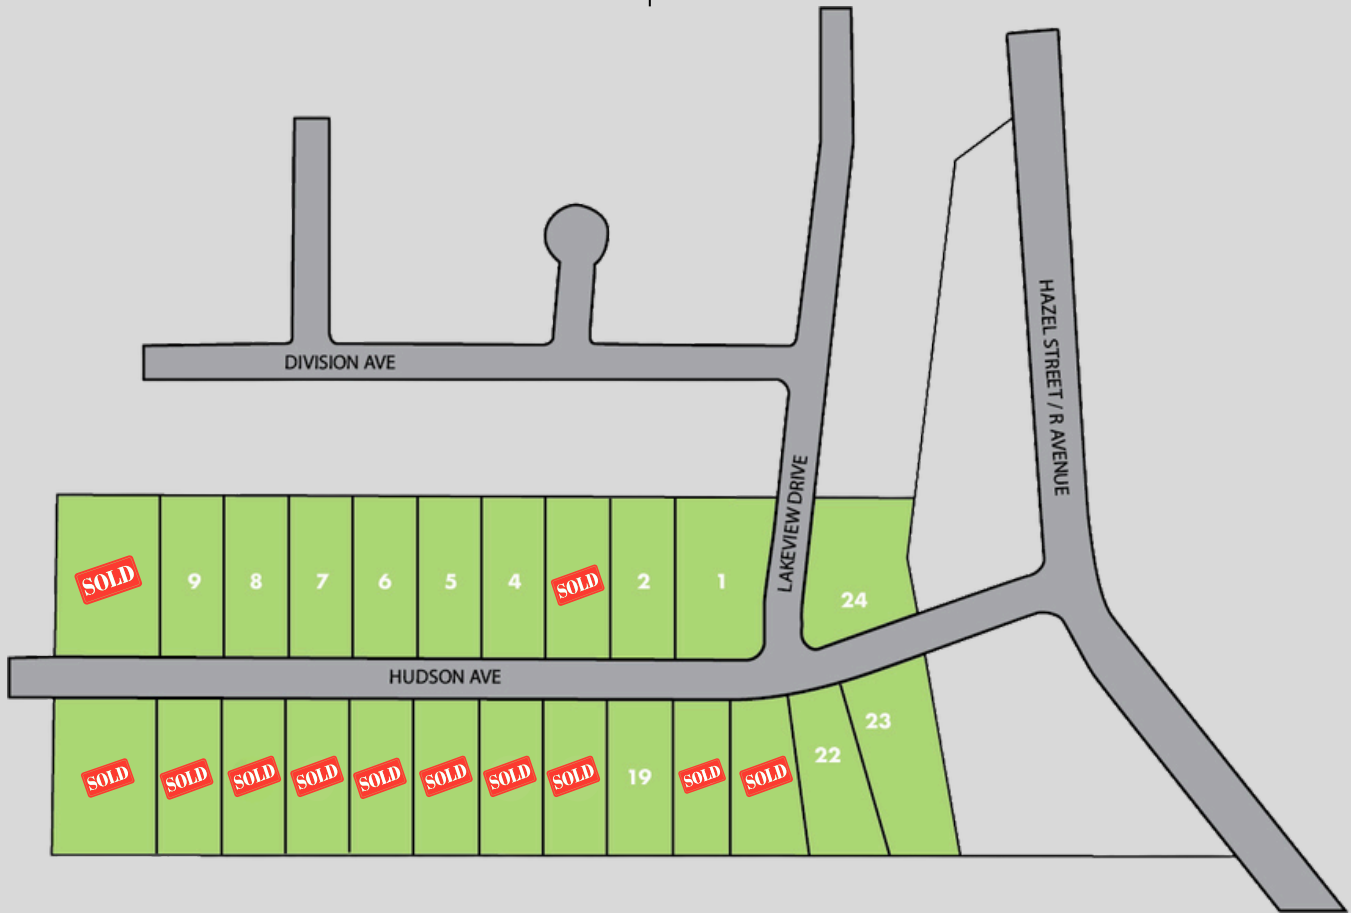 HAZEL STREET / R AVENUE
DIVISION AVE
LAKEVIEW DRIVE
SOLD 9 8 7 6 5 4 SOLD 2 1
24
HUDSON AVE
23
22
SOLD SOLD SOLD SOLD SOLD SOLD SOLD SOLD 19 SOLD SOLD